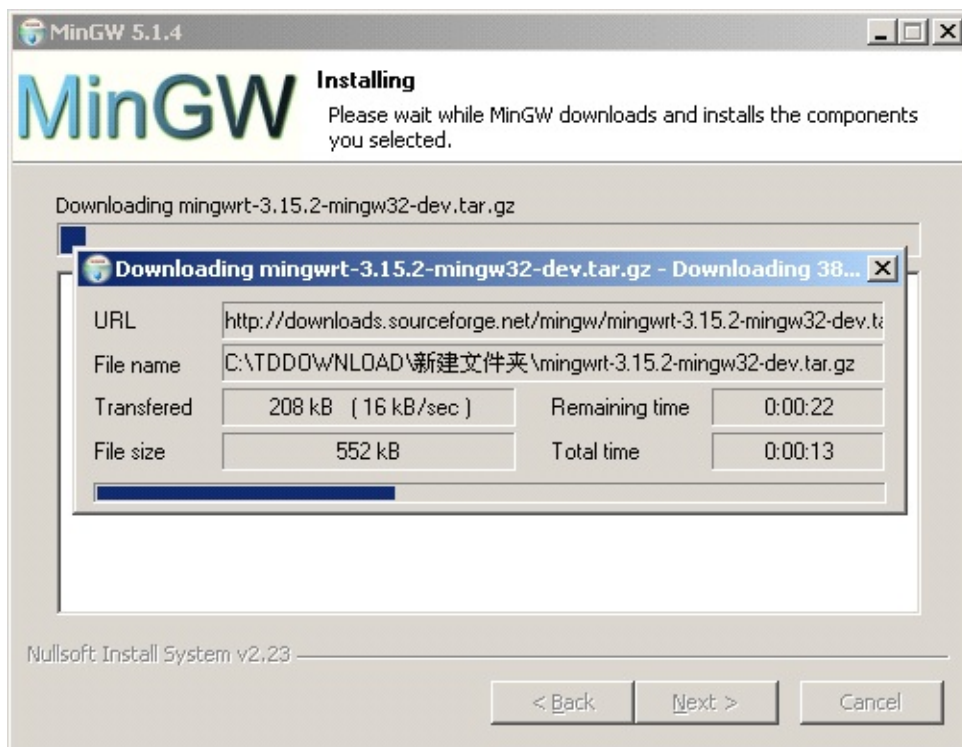 MinGW 5.1.4
MinGW
Installing
Please wait while MinGW downloads and installs the components
you selected.
Downloading mingwrt-3.15.2-mingw32-dev.tar.gz
Downloading mingwrt-3.15.2-mingw32-dev.tar.gz - Downloading 38...
URL http://downloads.sourceforge.net/mingw/mingwrt-3.15.2-mingw32-dev.ta
File name C:\TDDOWNLOAD\新建文件夹\mingwrt-3.15.2-mingw32-dev.tar.gz
Transfered 208 kB ( 16 kB/sec ) Remaining time 0:00:22
File size 552 kB Total time 0:00:13
Nullsoft Install System v2.23
< Back Next > Cancel